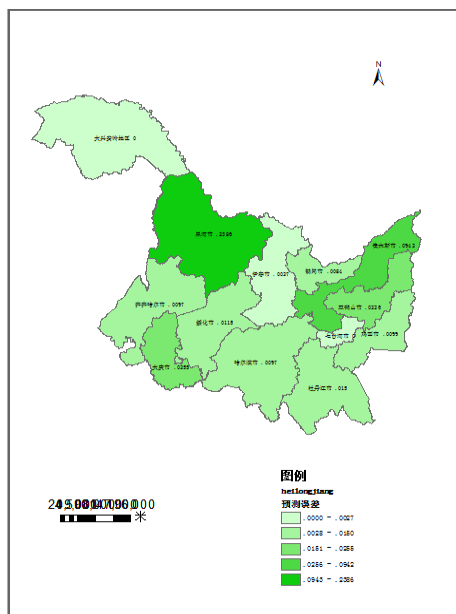 N
大兴安岭地区 0
黑河市 .2386
伊春市 .0027
鹤岗市 .0084
佳木斯市 .0942
双鸭山市 .0226
齐齐哈尔市 .0097
绥化市 .0118
七台河市 0
鸡西市 .0099
大庆市 .0255
哈尔滨市 .0097
牡丹江市 .015
图例
heilongjiang
预测误差
.0000 - .0027
.0028 - .0150
.0151 - .0255
.0256 - .0942
.0943 - .2386
米